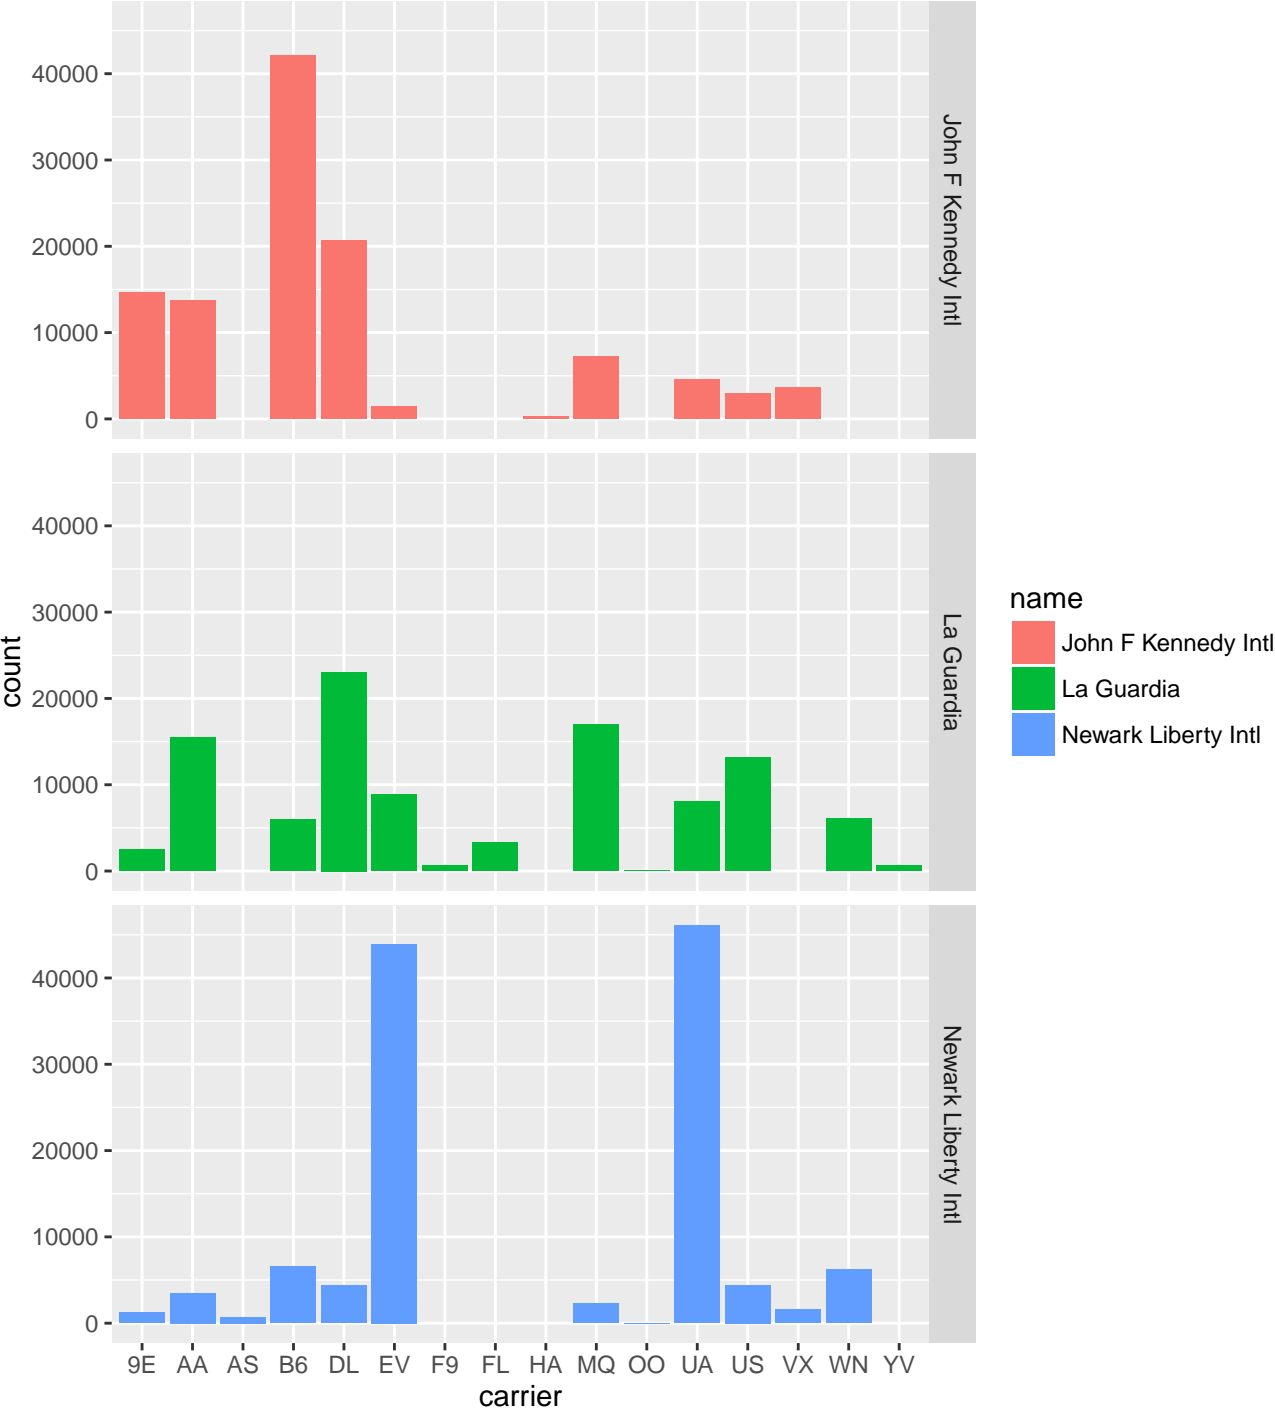 40000
30000
20000
10000
0
John F Kennedy Intl
40000
30000
20000
10000
0
La Guardia
count
name
John F Kennedy Intl
La Guardia
Newark Liberty Intl
40000
30000
20000
10000
0
Newark Liberty Intl
9E AA AS B6 DL EV F9 FL HA MQ OO UA US VX WN YV
carrier